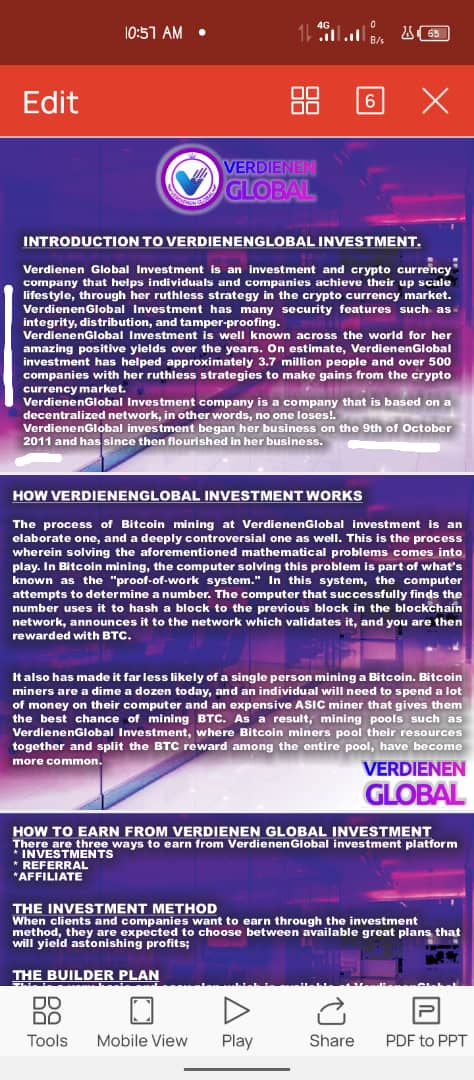 10:57 AM
4G
0
B/s
65
Edit
6
VERDIENEN
GLOBAL
INTRODUCTION TO VERDIENENGLOBAL INVESTMENT.
Verdienen Global Investment is an investment and crypto currency
company that helps individuals and companies achieve their up scale
lifestyle, through her ruthless strategy in the crypto currency market.
VerdienenGlobal Investment has many security features such as
integrity, distribution, and tamper-proofing.
VerdienenGlobal Investment is well known across the world for her
amazing positive yields over the years. On estimate, VerdienenGlobal
investment has helped approximately 3.7 million people and over 500
companies with her ruthless strategies to make gains from the crypto
currency market.
VerdienenGlobal Investment company is a company that is based on a
decentralized network, in other words, no one loses!.
VerdienenGlobal investment began her business on the 9th of October
2011 and has since then flourished in her business.
HOW VERDIENENGLOBAL INVESTMENT WORKS
The process of Bitcoin mining at VerdienenGlobal investment is an
elaborate one, and a deeply controversial one as well. This is the process
wherein solving the aforementioned mathematical problems comes into
play. In Bitcoin mining, the computer solving this problem is part of what's
known as the "proof-of-work system." In this system, the computer
attempts to determine a number. The computer that successfully finds the
number uses it to hash a block to the previous block in the blockchain
network, announces it to the network which validates it, and you are then
rewarded with BTC.
It also has made it far less likely of a single person mining a Bitcoin. Bitcoin
miners are a dime a dozen today, and an individual will need to spend a lot
of money on their computer and an expensive ASIC miner that gives them
the best chance of mining BTC. As a result, mining pools such as
VerdienenGlobal Investment, where Bitcoin miners pool their resources
together and split the BTC reward among the entire pool, have become
more common.
VERDIENEN
GLOBAL
HOW TO EARN FROM VERDIENEN GLOBAL INVESTMENT
There are three ways to earn from VerdienenGlobal investment platform
* INVESTMENTS
* REFERRAL
*AFFILIATE
THE INVESTMENT METHOD
When clients and companies want to earn through the investment
method, they are expected to choose between available great plans that
will yield astonishing profits;
THE BUILDER PLAN
Tools
Mobile View
Play
Share
PDF to PPT